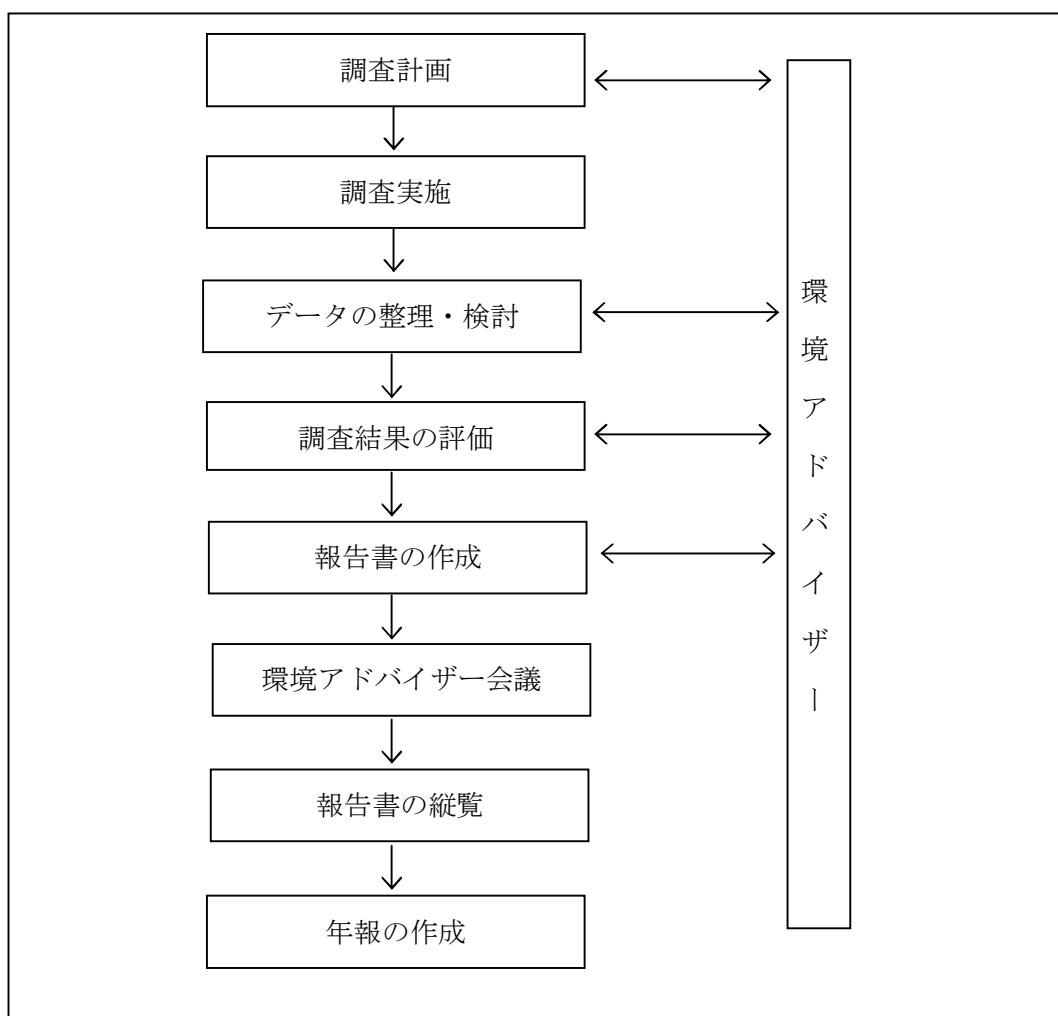 調査計画
調査実施
データの整理・検討
調査結果の評価
報告書の作成
環境アドバイザー会議
報告書の縦覧
年報の作成
環境アドバイザー